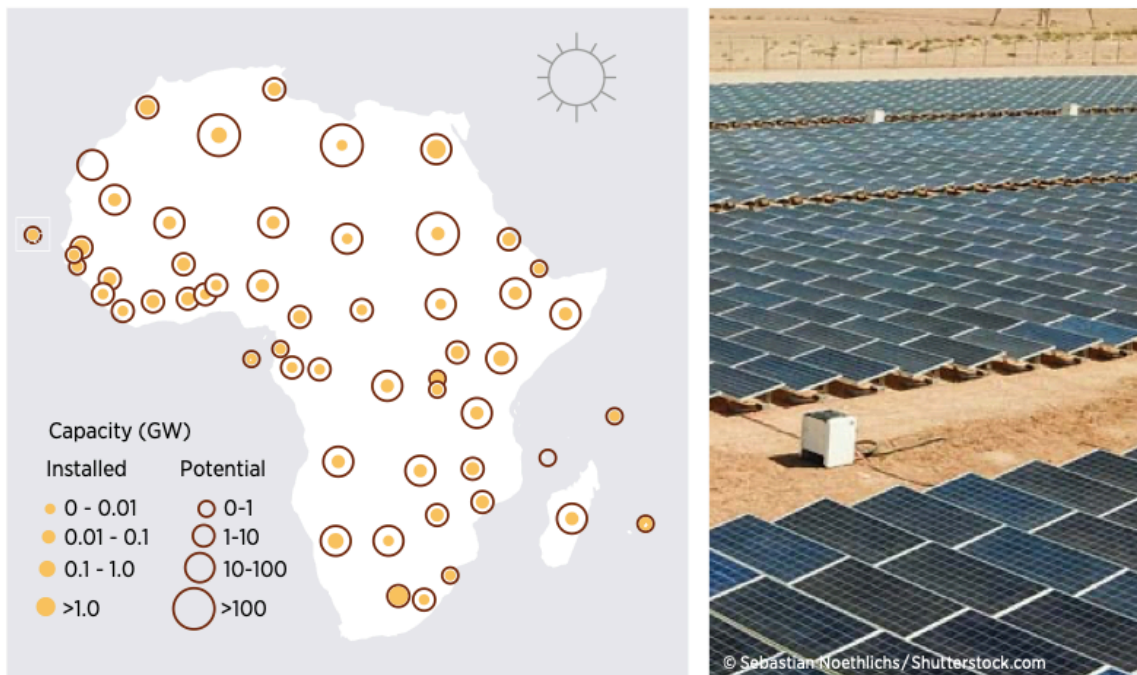 Capacity (GW)
Installed Potential
0 - 0.01 0-1
0.01 - 0.1 1-10
0.1 - 1.0 10-100
>1.0 >100
© Sebastian Noethlichs/Shutterstock.com